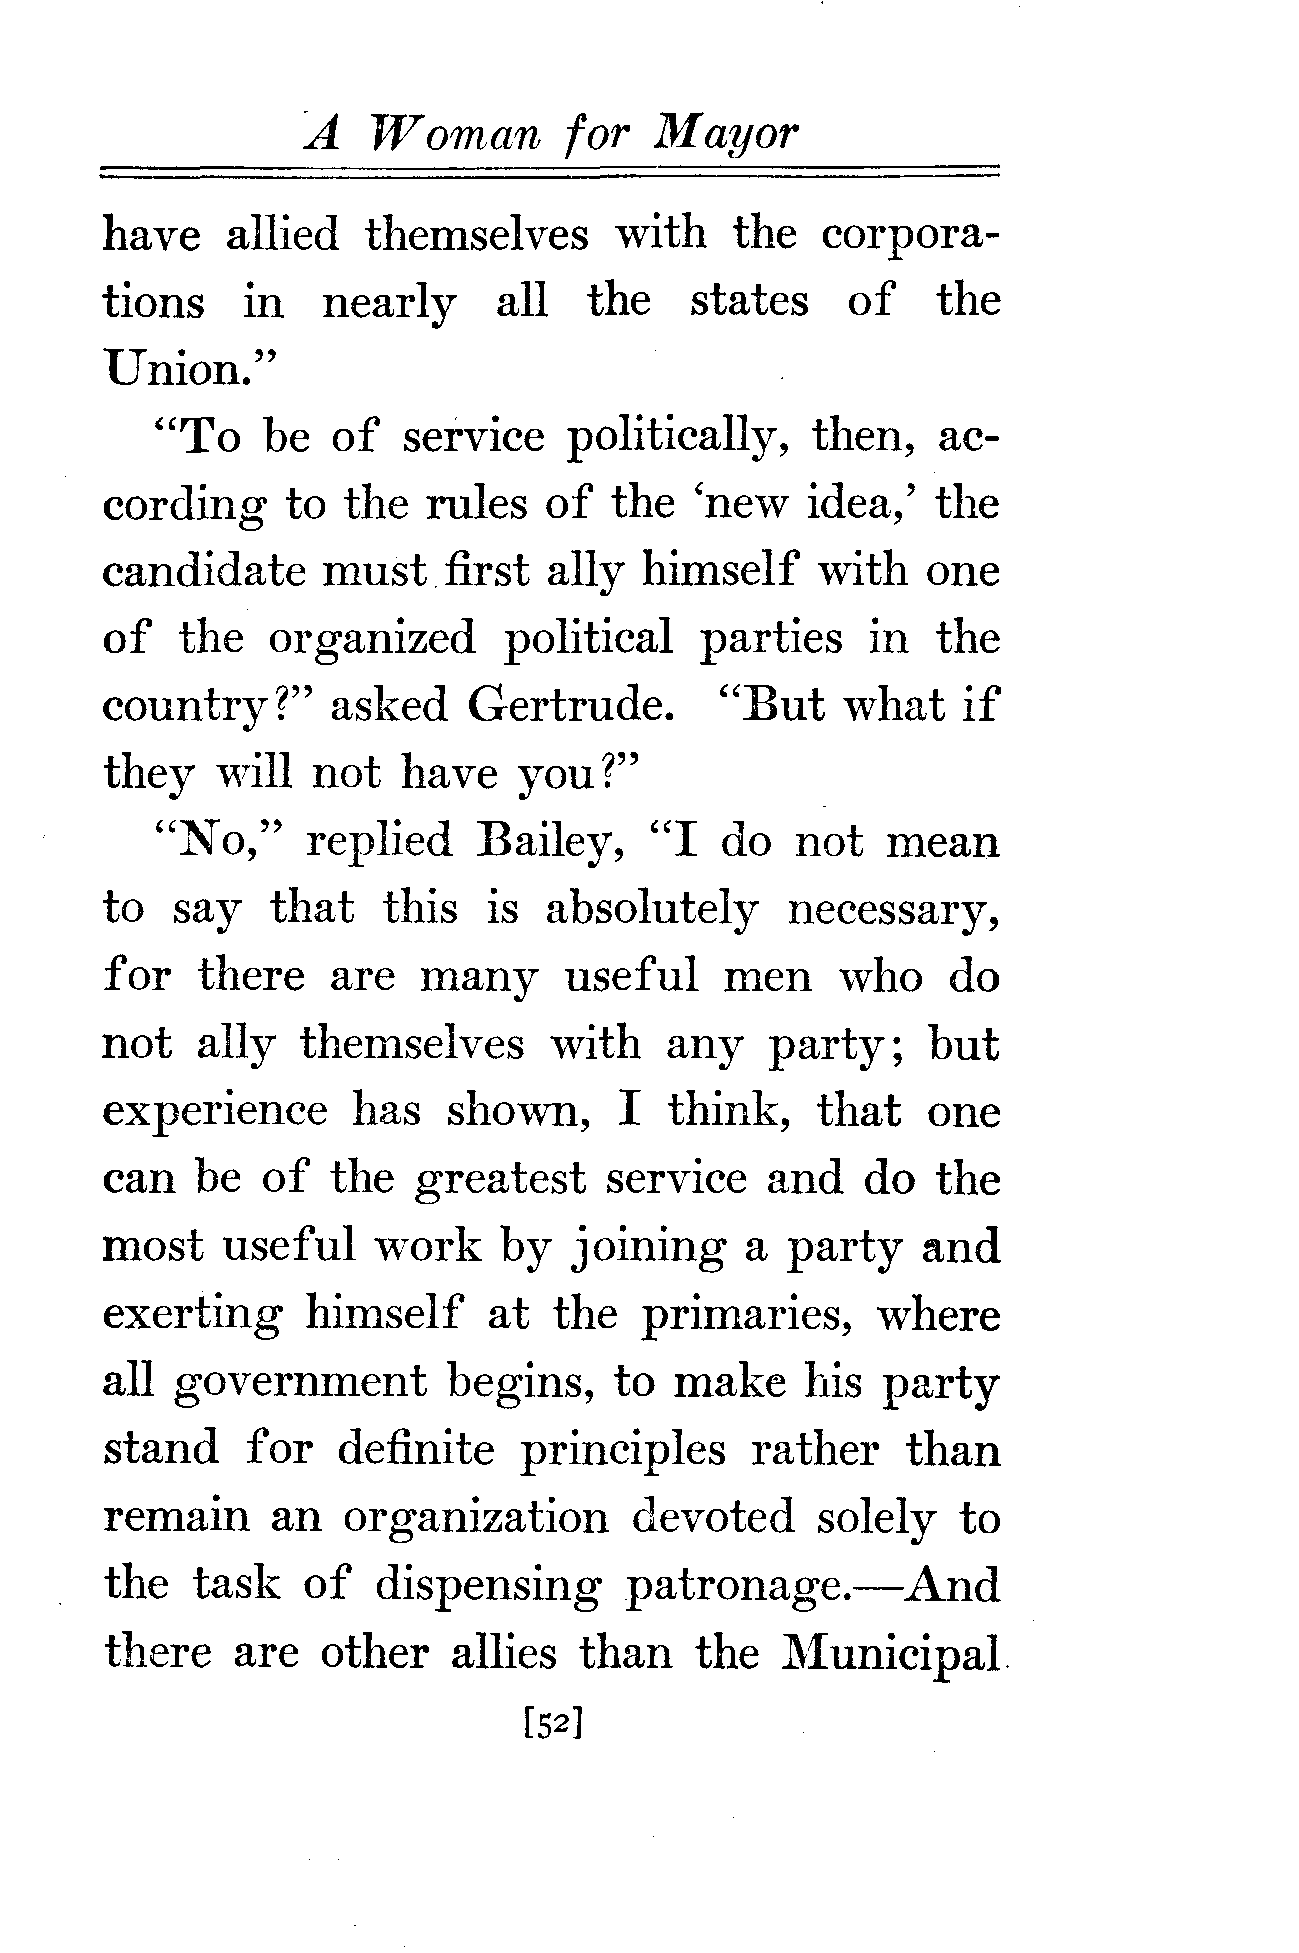 A Woman for Mayor
have allied themselves with the corpora-
tions in nearly all the states of the
Union.”
“To be of service politically, then, ac-
cording to the rules of the ‘new idea,’ the
candidate must first ally himself with one
of the organized political parties in the
country?” asked Gertrude. “But what if
they will not have you?”
“No,” replied Bailey, “I do not mean
to say that this is absolutely necessary,
for there are many useful men who do
not ally themselves with any party; but
experience has shown, I think, that one
can be of the greatest service and do the
most useful work by joining a party and
exerting himself at the primaries, where
all government begins, to make his party
stand for definite principles rather than
remain an organization devoted solely to
the task of dispensing patronage.—And
there are other allies than the Municipal
[52]